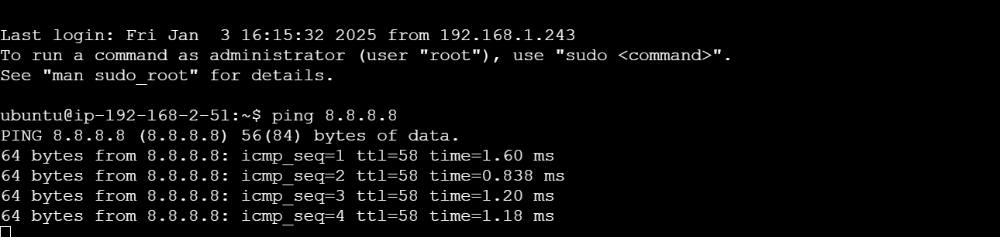 Last login: Fri Jan  3 16:15:32 2025 from 192.168.1.243
To run a command as administrator (user "root"), use "sudo <command>".
See "man sudo_root" for details.

ubuntu@ip-192-168-2-51:~$ ping 8.8.8.8
PING 8.8.8.8 (8.8.8.8) 56(84) bytes of data.
64 bytes from 8.8.8.8: icmp_seq=1 ttl=58 time=1.60 ms
64 bytes from 8.8.8.8: icmp_seq=2 ttl=58 time=0.838 ms
64 bytes from 8.8.8.8: icmp_seq=3 ttl=58 time=1.20 ms
64 bytes from 8.8.8.8: icmp_seq=4 ttl=58 time=1.18 ms